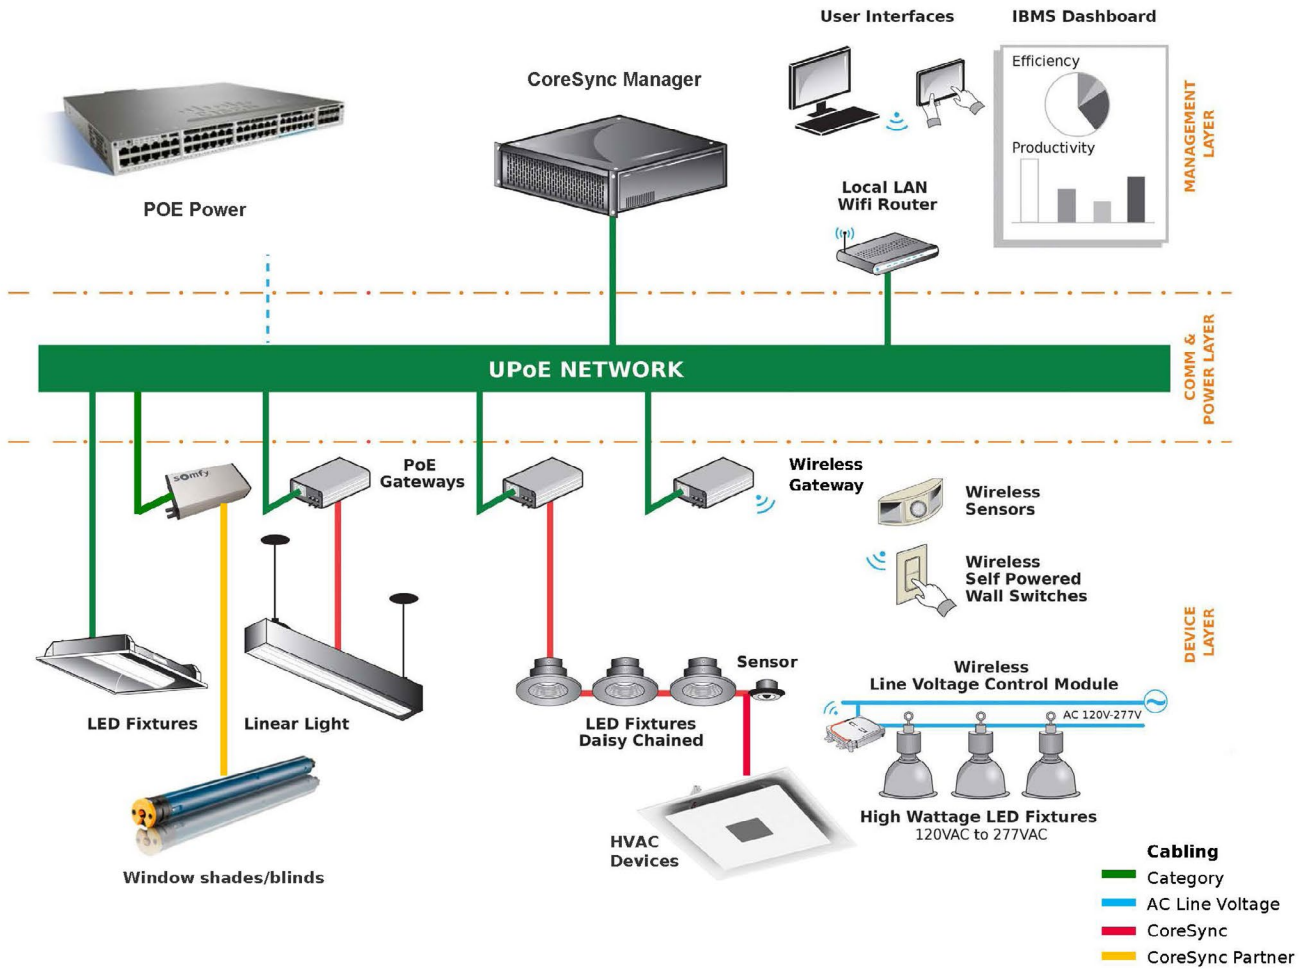 User Interfaces
IBMS Dashboard
Efficiency
Productivity
CoreSync Manager
POE Power
Local LAN
Wifi Router
MANAGEMENT
LAYER
UPoE NETWORK
COMM &
POWER LAYER
somfy
PoE
Gateways
Wireless
Gateway
Wireless
Sensors
Wireless
Self Powered
Wall Switches
DEVICE
LAYER
LED Fixtures
Linear Light
Sensor
LED Fixtures
Daisy Chained
Wireless
Line Voltage Control Module
AC 120V-277V
High Wattage LED Fixtures
120VAC to 277VAC
HVAC
Devices
Window shades/blinds
Cabling
Category
AC Line Voltage
CoreSync
CoreSync Partner